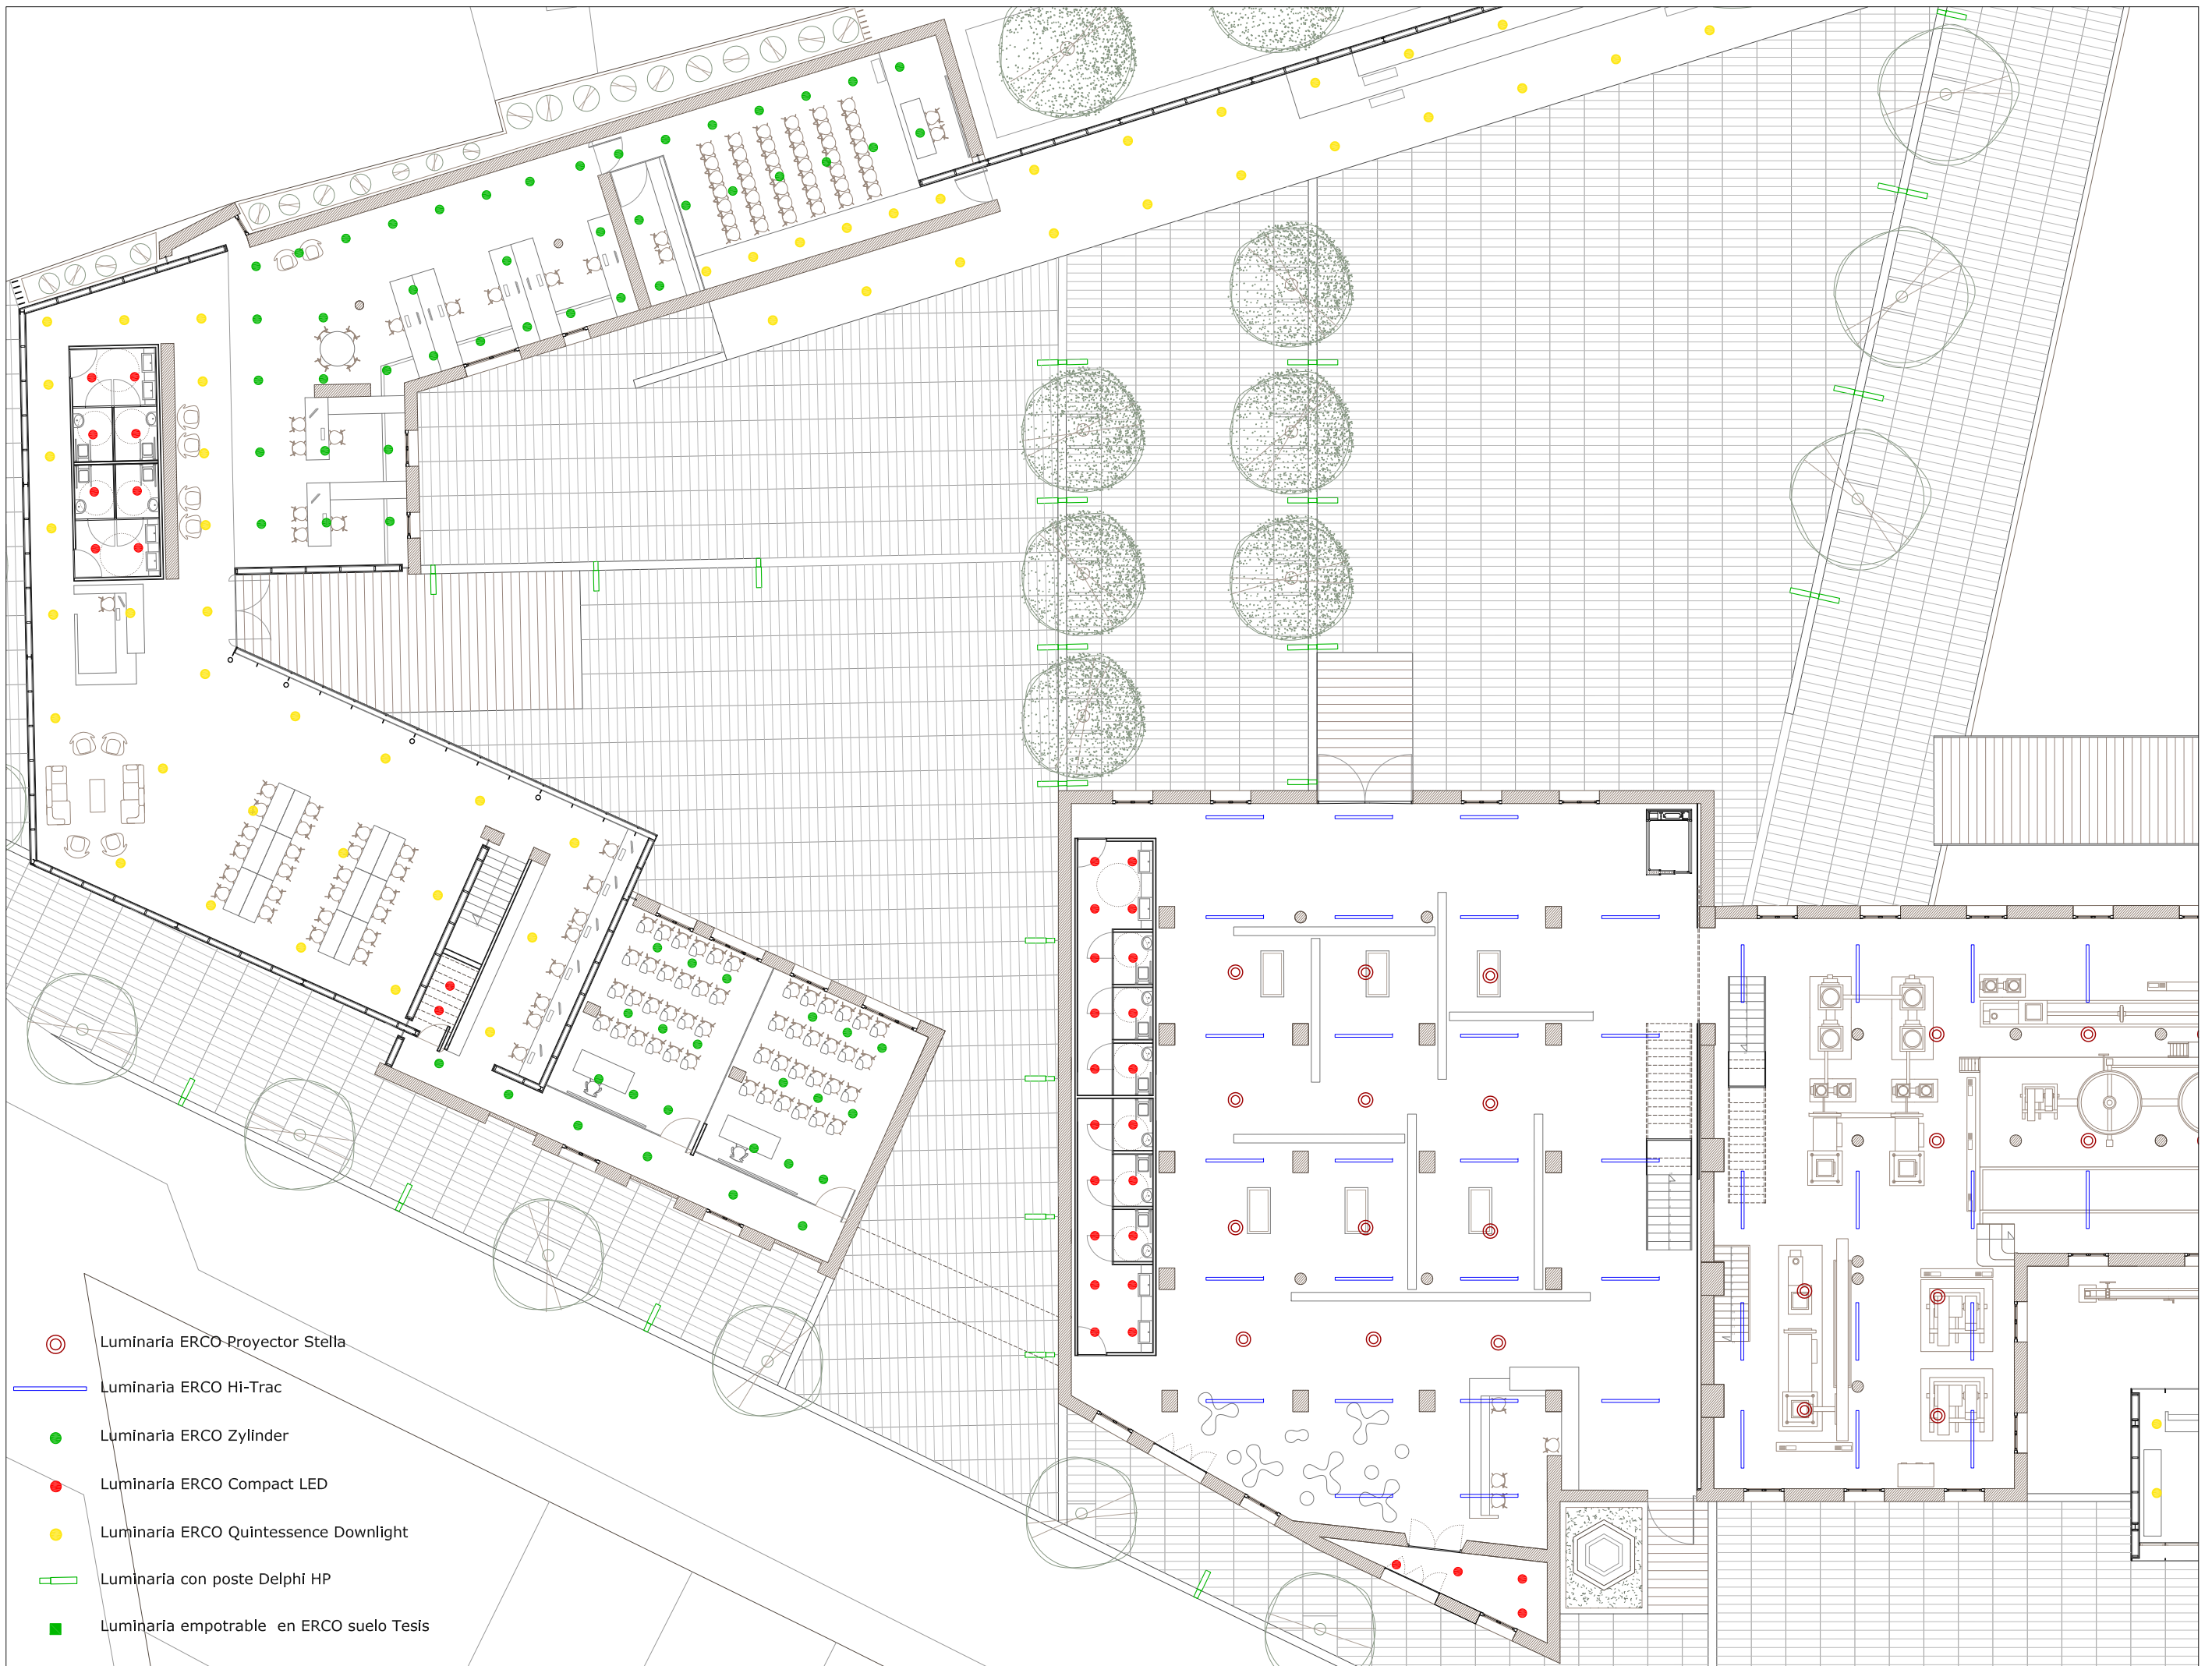 Luminaria ERCO Proyector Stella
Luminaria ERCO Hi-Trac
Luminaria ERCO Zylinder
Luminaria ERCO Compact LED
Luminaria ERCO Quintessence Downlight
Luminaria con poste Delphi HP
Luminaria empotrable en ERCO suelo Tesis